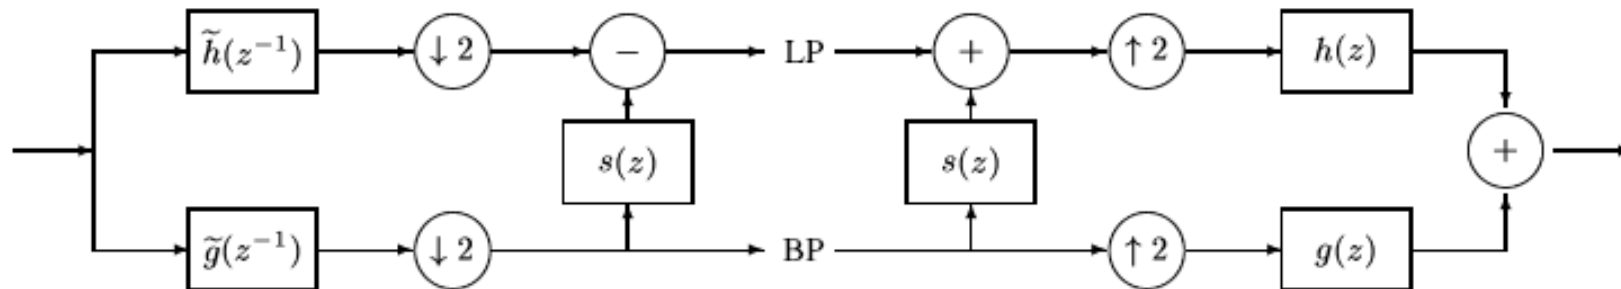 h̃(z⁻¹) ↓2 − LP + ↑2 h(z)
s(z) s(z) +
g̃(z⁻¹) ↓2 BP ↑2 g(z)